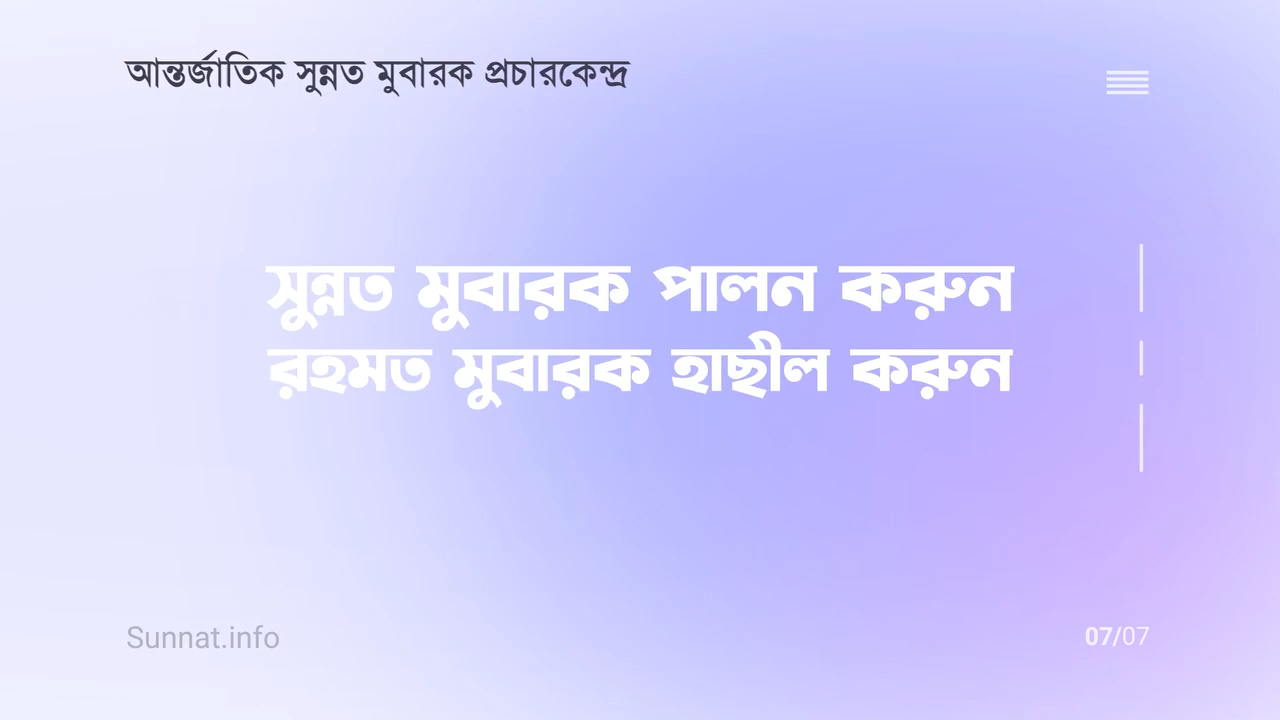 আন্তর্জাতিক সুন্নত মুবারক প্রচারকেন্দ্র
সুন্নত মুবারক পালন করুন
রহমত মুবারক হাছীল করুন
Sunnat.info
07/07